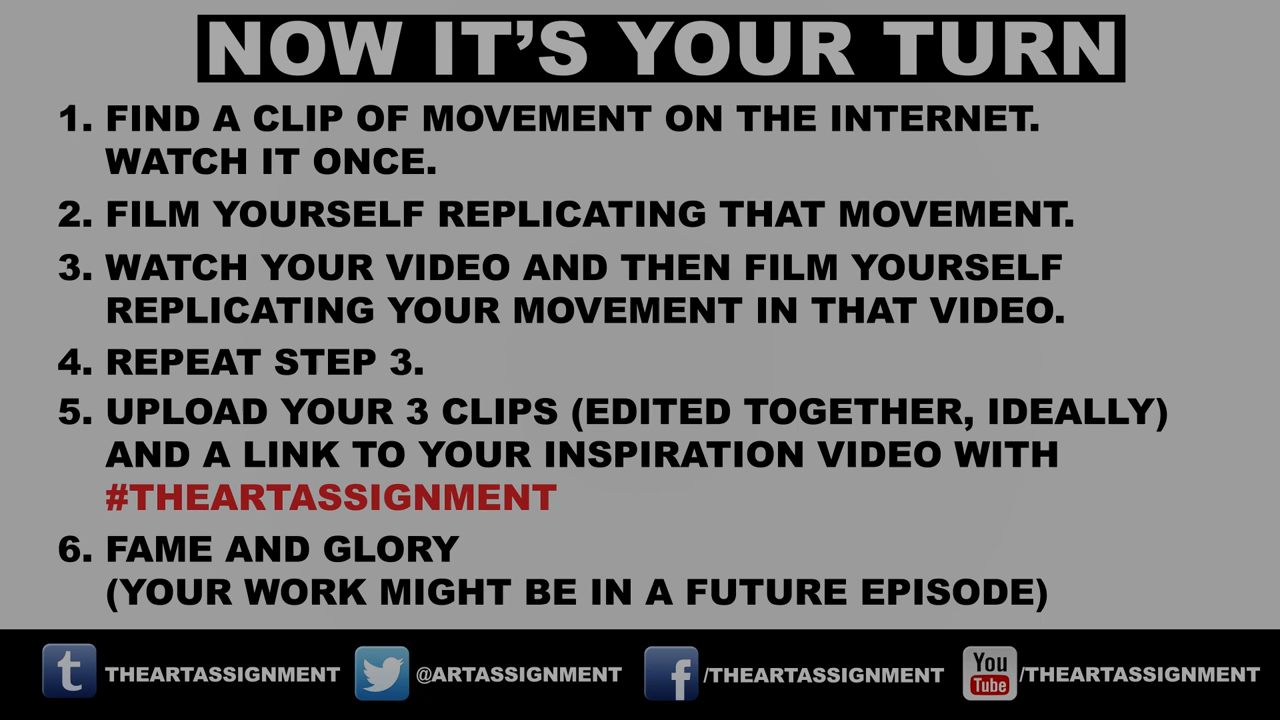 NOW IT'S YOUR TURN
1. FIND A CLIP OF MOVEMENT ON THE INTERNET.
WATCH IT ONCE.
2. FILM YOURSELF REPLICATING THAT MOVEMENT.
3. WATCH YOUR VIDEO AND THEN FILM YOURSELF
REPLICATING YOUR MOVEMENT IN THAT VIDEO.
4. REPEAT STEP 3.
5. UPLOAD YOUR 3 CLIPS (EDITED TOGETHER, IDEALLY)
AND A LINK TO YOUR INSPIRATION VIDEO WITH
#THEARTASSIGNMENT
6. FAME AND GLORY
(YOUR WORK MIGHT BE IN A FUTURE EPISODE)
t THEARTASSIGNMENT @ARTASSIGNMENT f /THEARTASSIGNMENT You Tube /THEARTASSIGNMENT